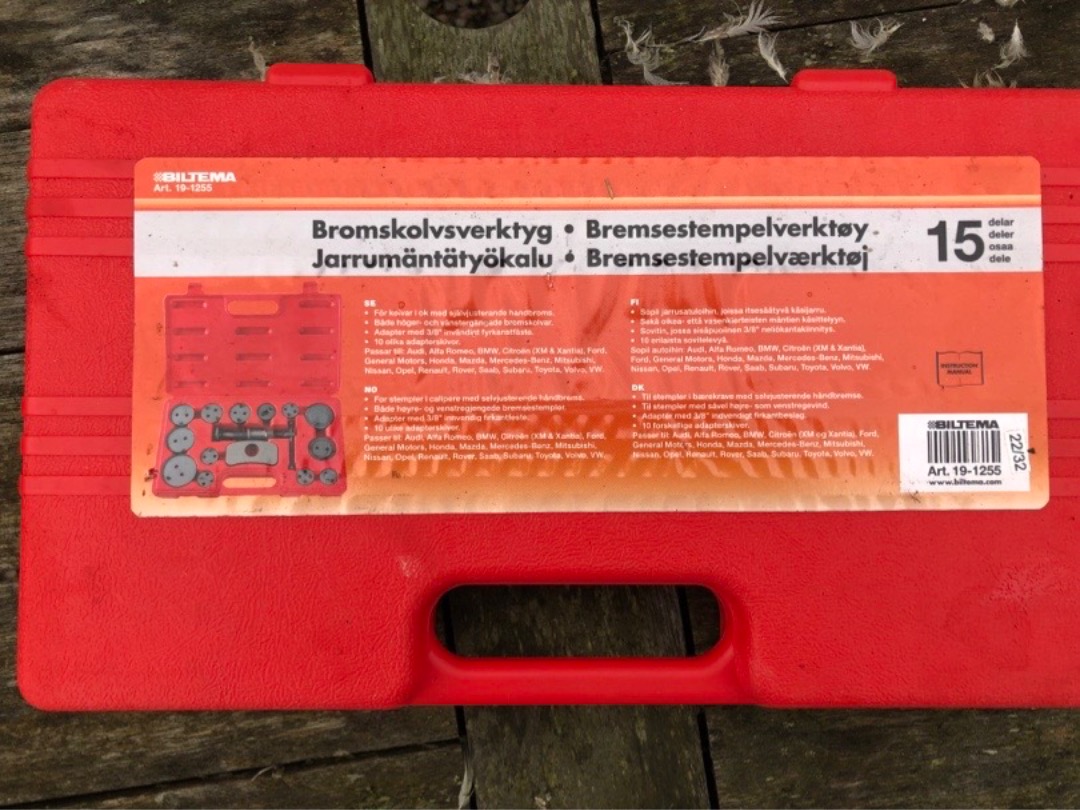 BILTEMA
Art. 19-1255
Bromskolvsverktyg • Bremsestempelverktøy
Jarrumäntätyökalu • Bremsestempelværktøj
15
delar
deler
osaa
dele
SE
• För kolvar i ok med självjusterande handbroms.
• Både höger- och vänstergängade bromskolvar.
• Adapter med 3/8" invändint fyrkantfäste.
• 10 olika adapterskivor.
Passar till: Audi, Alfa Romeo, BMW, Citroën (XM & Xantia), Ford,
General Motors, Honda, Mazda, Mercedes-Benz, Mitsubishi,
Nissan, Opel, Renault, Rover, Saab, Subaru, Toyota, Volvo, VW.
NO
• For stempler i calipere med selvjusterende håndbremse.
• Både høyre- og venstregjengede bremsestempler.
• Adapter med 3/8" innvendig firkantfeste.
• 10 ulike adapterskiver.
Passer til: Audi, Alfa Romeo, BMW, Citroën (XM & Xantia), Ford,
General Motors, Honda, Mazda, Mercedes-Benz, Mitsubishi,
Nissan, Opel, Renault, Rover, Saab, Subaru, Toyota, Volvo, VW.
FI
• Sopii jarrusatuloihin, joissa itsesäätyvä käsijarru.
• Sekä oikea- että vasenkierteisten mäntien käsittelyyn.
• Sovitin, jossa sisäpuolinen 3/8" neliökantakiinnitys.
• 10 erilaista sovitelevyä.
Sopii autoihin: Audi, Alfa Romeo, BMW, Citroën (XM & Xantia),
Ford, General Motors, Honda, Mazda, Mercedes-Benz, Mitsubishi,
Nissan, Opel, Renault, Rover, Saab, Subaru, Toyota, Volvo, VW.
DK
• Til stempler i bremskrave med selvjusterende håndbremse.
• Til stempler med såvel højre- som venstregevind.
• Adapter med 3/8" indvendigt firkantbeslag.
• 10 forskellige adapterskiver.
Passer til: Audi, Alfa Romeo, BMW, Citroën (XM og Xantia), Ford,
General Motors, Honda, Mazda, Mercedes-Benz, Mitsubishi,
Nissan, Opel, Renault, Rover, Saab, Subaru, Toyota, Volvo, VW.
INSTRUCTION
MANUAL
BILTEMA
Art. 19-1255
www.biltema.com
22/32